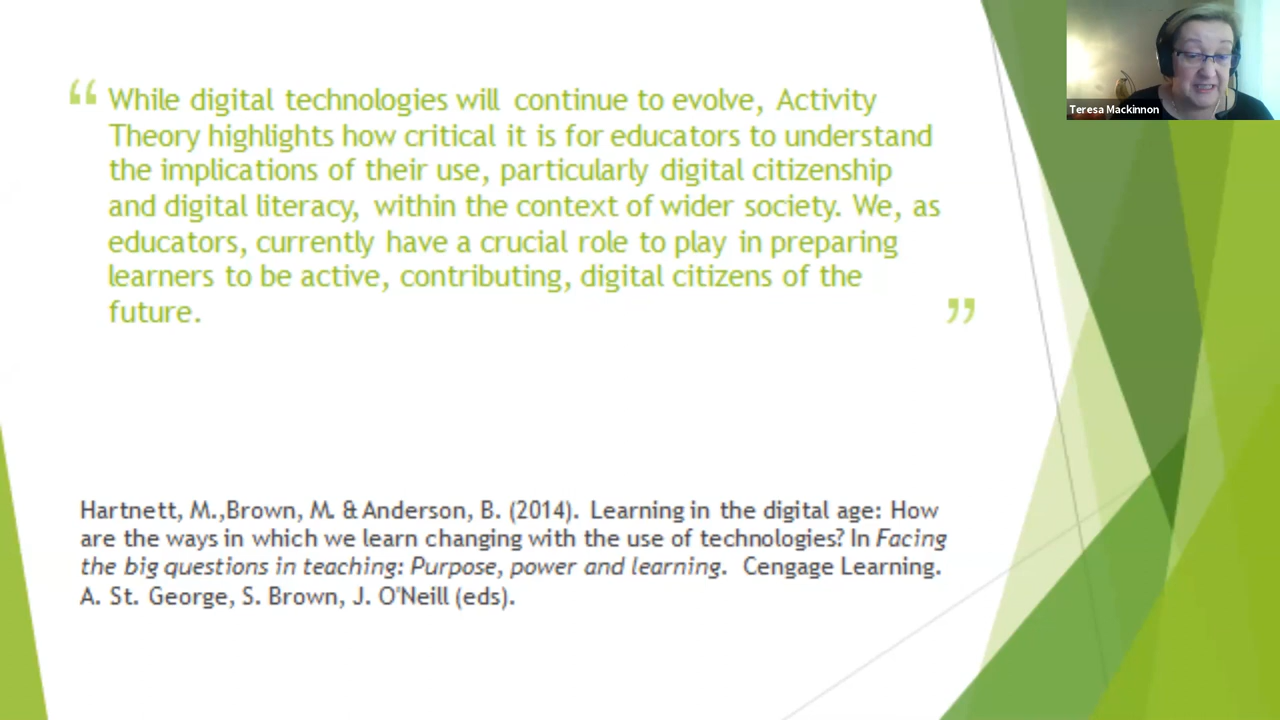 “ While digital technologies will continue to evolve, Activity
Theory highlights how critical it is for educators to understand
the implications of their use, particularly digital citizenship
and digital literacy, within the context of wider society. We, as
educators, currently have a crucial role to play in preparing
learners to be active, contributing, digital citizens of the
future. ”
Hartnett, M.,Brown, M. & Anderson, B. (2014). Learning in the digital age: How
are the ways in which we learn changing with the use of technologies? In Facing
the big questions in teaching: Purpose, power and learning. Cengage Learning.
A. St. George, S. Brown, J. O'Neill (eds).
Teresa Mackinnon